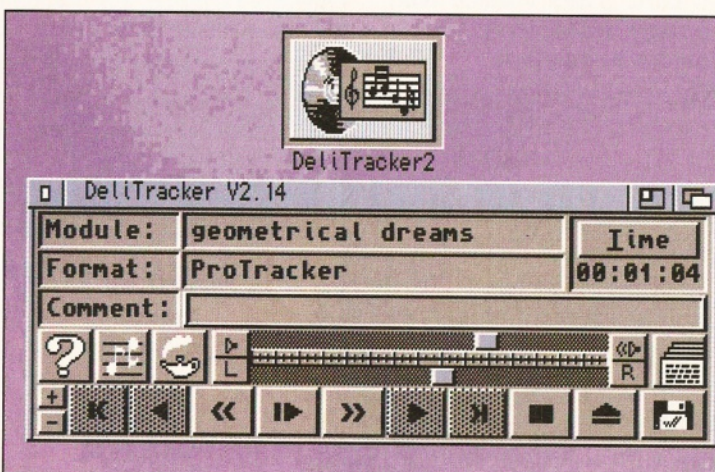 DeliTracker2
DeliTracker V2.14
Module: geometrical dreams
Time
Format: ProTracker
00:01:04
Comment:
L
R
+
-